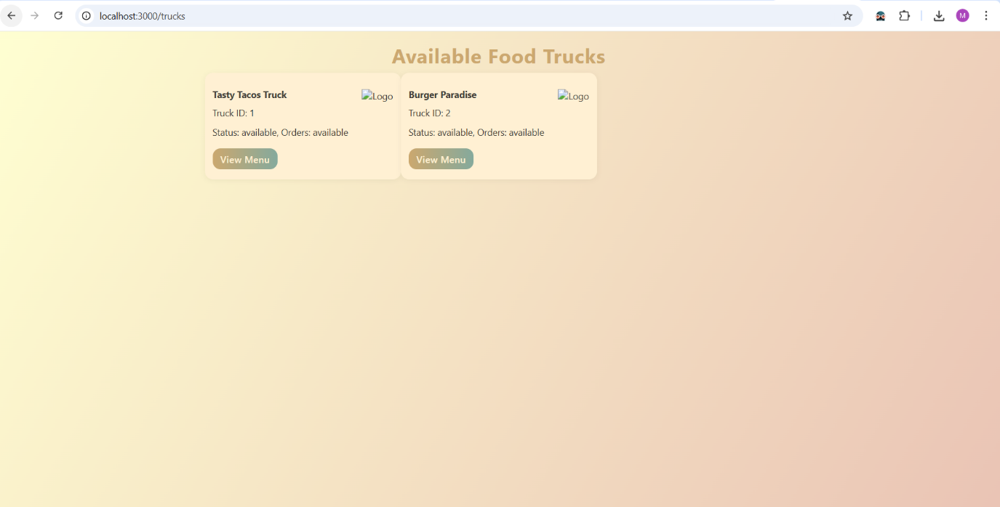 localhost:3000/trucks
M
Available Food Trucks
Tasty Tacos Truck
Logo
Truck ID: 1
Status: available, Orders: available
View Menu
Burger Paradise
Logo
Truck ID: 2
Status: available, Orders: available
View Menu